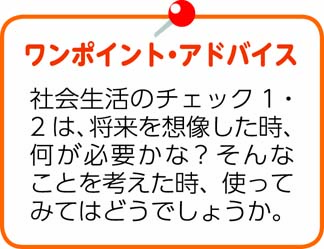 ワンポイント・アドバイス
社会生活のチェック1・
2は、将来を想像した時、
何が必要かな？そんな
ことを考えた時、使って
みてはどうでしょうか。